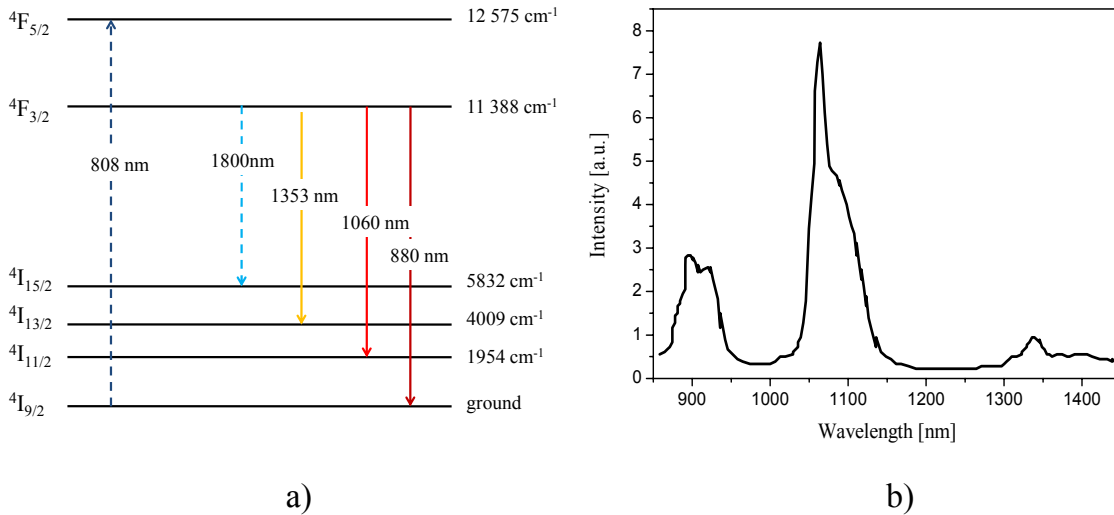 ⁴F₅/₂ 12 575 cm⁻¹
⁴F₃/₂ 11 388 cm⁻¹
808 nm
1800nm
1353 nm
1060 nm
880 nm
⁴I₁₅/₂ 5832 cm⁻¹
⁴I₁₃/₂ 4009 cm⁻¹
⁴I₁₁/₂ 1954 cm⁻¹
⁴I₉/₂ ground
a)
Intensity [a.u.]
8
7
6
5
4
3
2
1
0
900 1000 1100 1200 1300 1400
Wavelength [nm]
b)